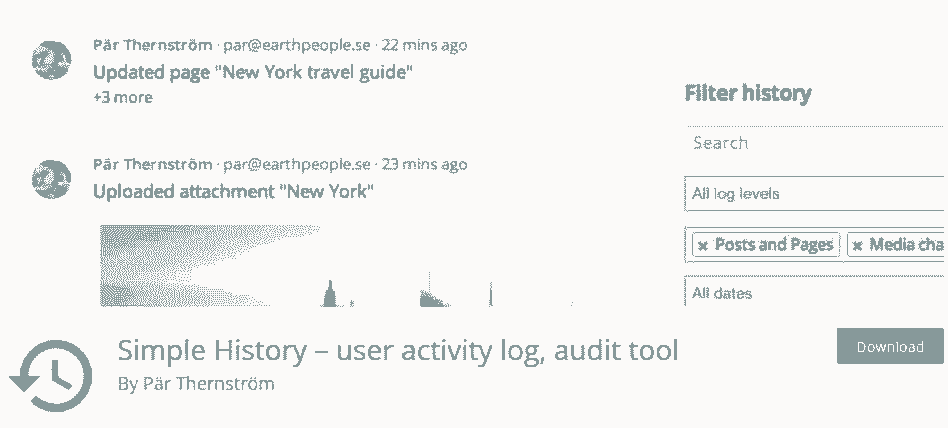 Pär Thernström · par@earthpeople.se · 22 mins ago
Updated page "New York travel guide"
+3 more
Pär Thernström · par@earthpeople.se · 23 mins ago
Uploaded attachment "New York"
Filter history
Search
All log levels
× Posts and Pages × Media cha
All dates
Simple History – user activity log, audit tool
By Pär Thernström
Download